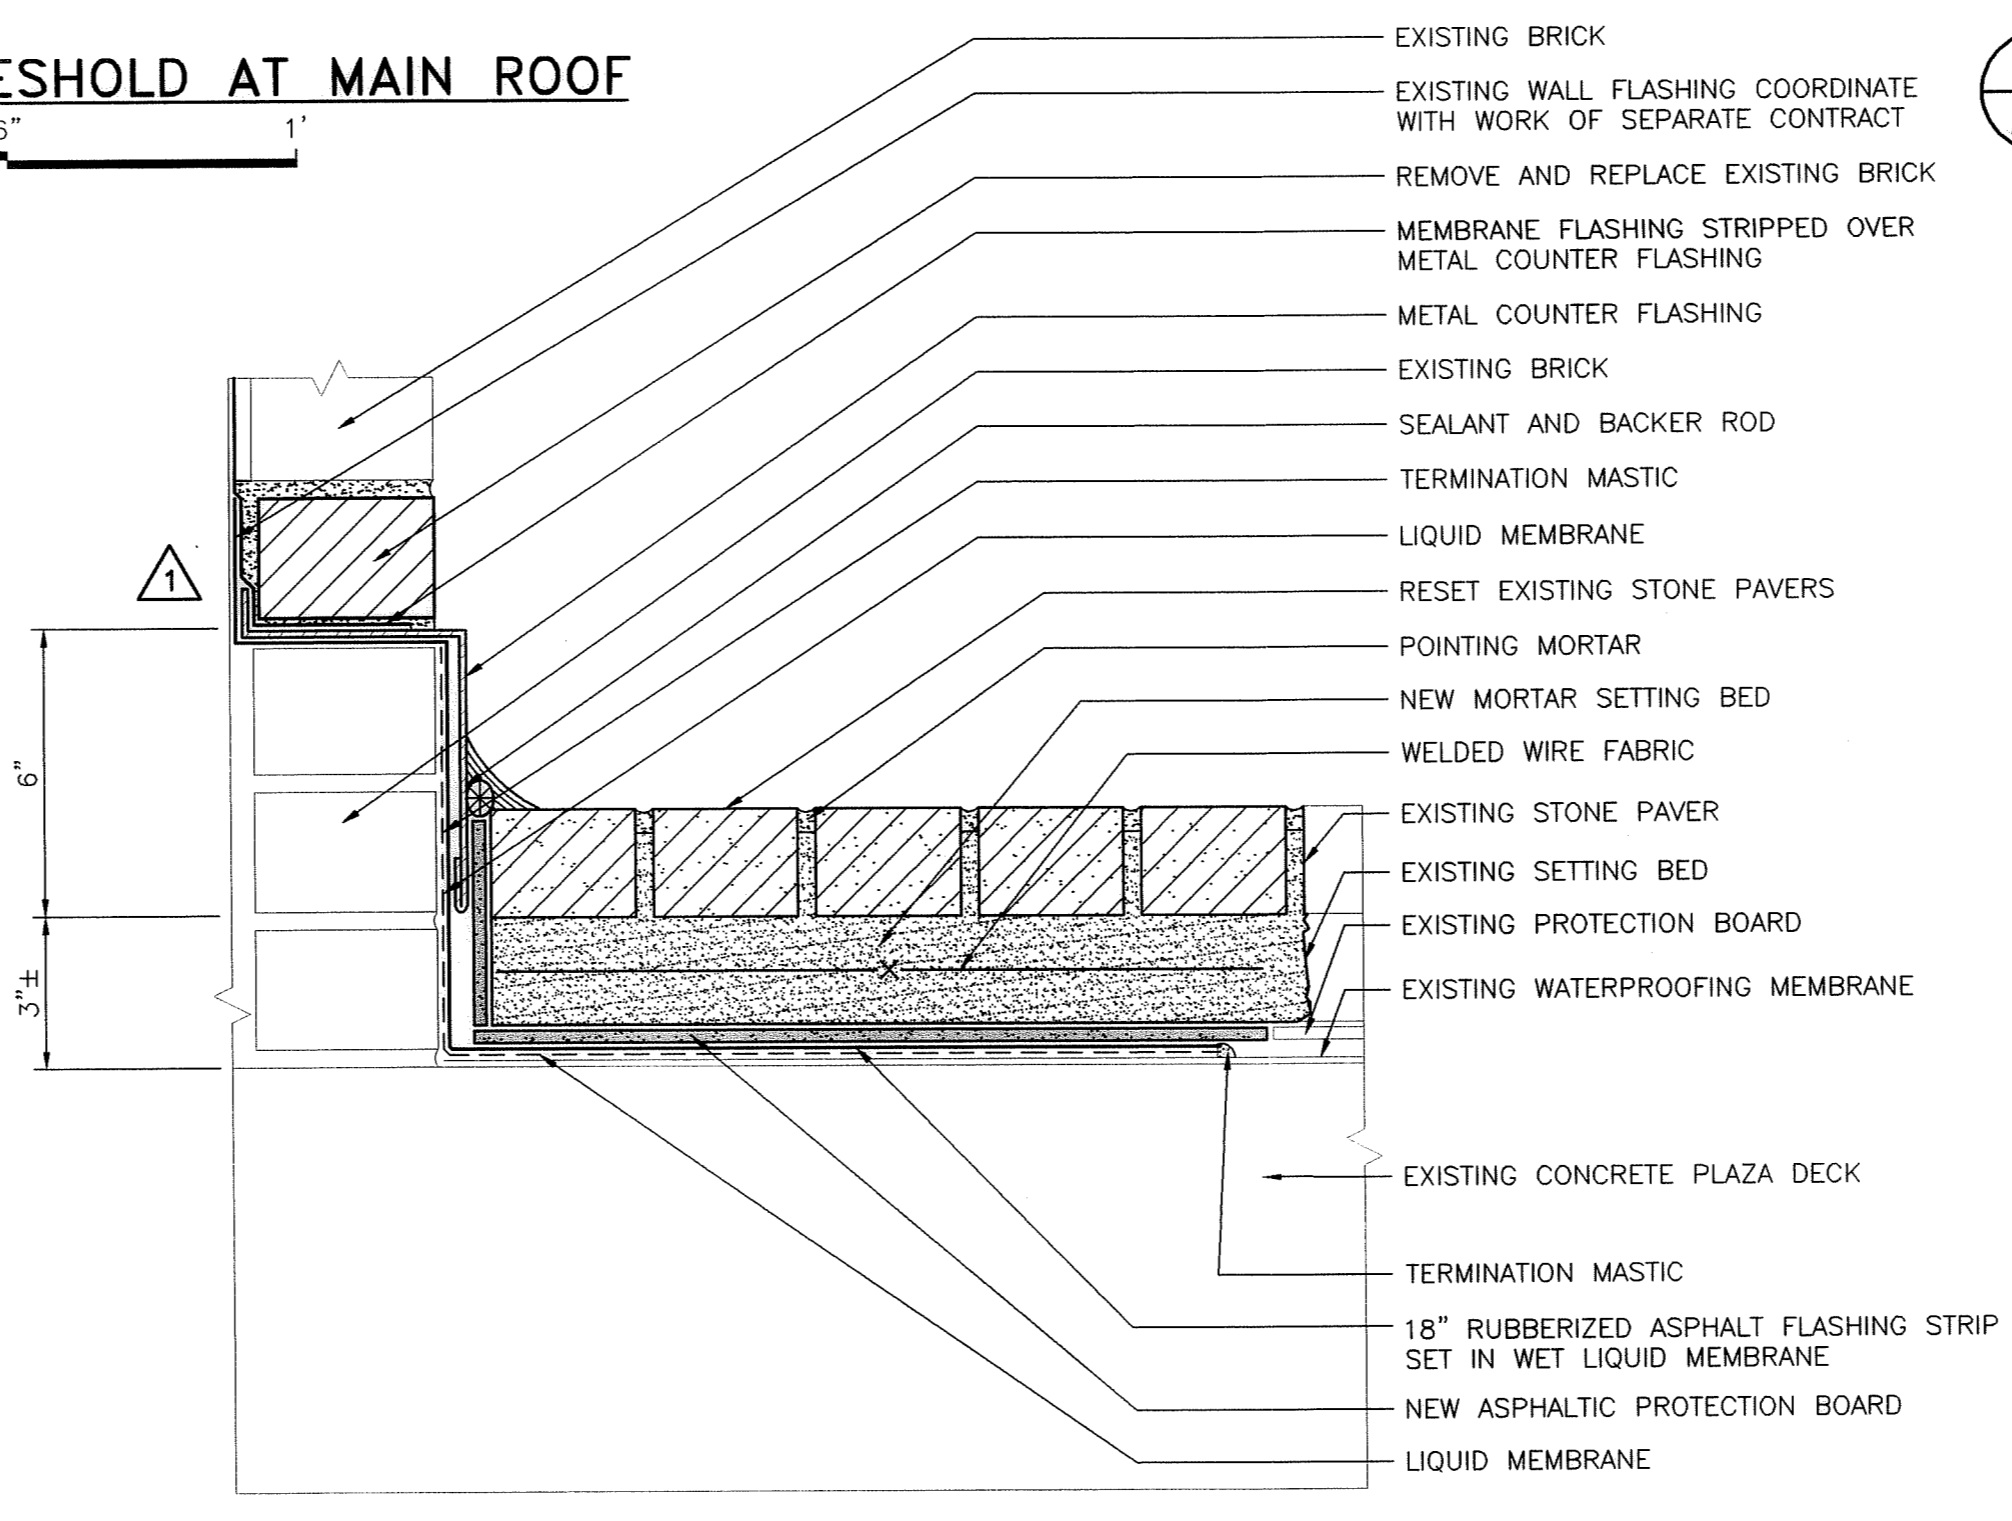 ESHOLD AT MAIN ROOF
6" 1'
EXISTING BRICK
EXISTING WALL FLASHING COORDINATE
WITH WORK OF SEPARATE CONTRACT
REMOVE AND REPLACE EXISTING BRICK
MEMBRANE FLASHING STRIPPED OVER
METAL COUNTER FLASHING
METAL COUNTER FLASHING
EXISTING BRICK
SEALANT AND BACKER ROD
TERMINATION MASTIC
LIQUID MEMBRANE
RESET EXISTING STONE PAVERS
POINTING MORTAR
NEW MORTAR SETTING BED
WELDED WIRE FABRIC
EXISTING STONE PAVER
EXISTING SETTING BED
EXISTING PROTECTION BOARD
EXISTING WATERPROOFING MEMBRANE
EXISTING CONCRETE PLAZA DECK
TERMINATION MASTIC
18" RUBBERIZED ASPHALT FLASHING STRIP
SET IN WET LIQUID MEMBRANE
NEW ASPHALTIC PROTECTION BOARD
LIQUID MEMBRANE
1
6"
3"±